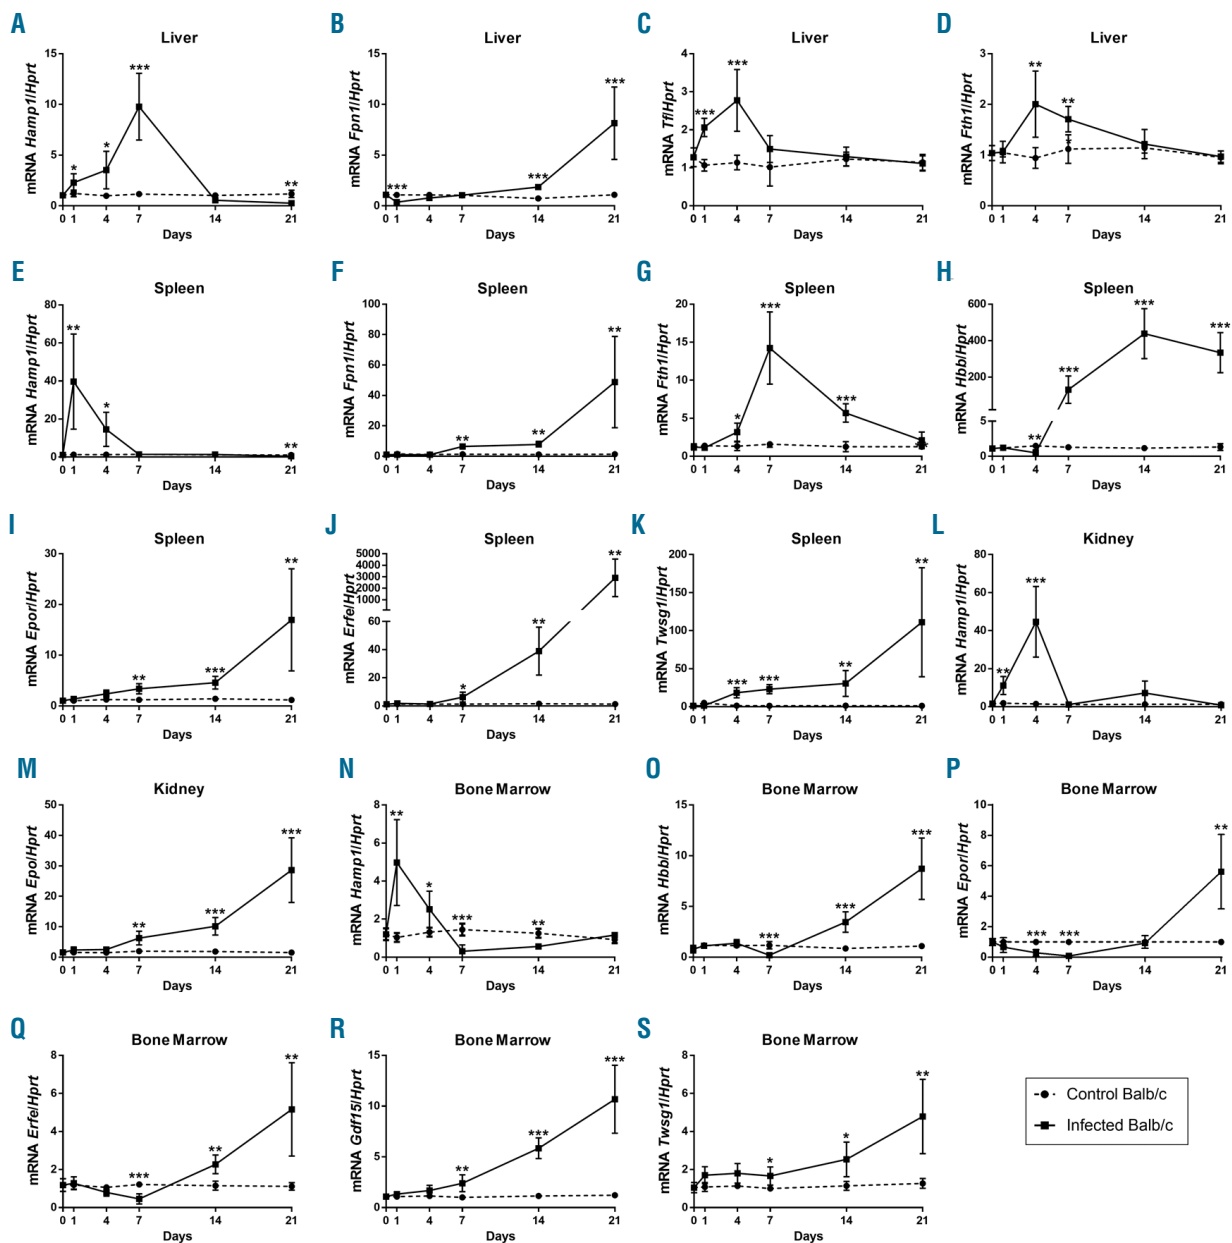 A
Liver
mRNA Hamp1/Hprt
15
10
5
0
*
*
***
**
0 1 4 7 14 21
Days
B
Liver
mRNA Fpn1/Hprt
15
10
5
0
***
***
***
0 1 4 7 14 21
Days
C
Liver
mRNA Tf/Hprt
4
3
2
1
0
***
***
0 1 4 7 14 21
Days
D
Liver
mRNA Fth1/Hprt
3
2
1
0
**
**
*
0 1 4 7 14 21
Days
E
Spleen
mRNA Hamp1/Hprt
80
60
40
20
0
**
*
**
0 1 4 7 14 21
Days
F
Spleen
mRNA Fpn1/Hprt
100
80
60
40
20
0
**
**
**
0 1 4 7 14 21
Days
G
Spleen
mRNA Fth1/Hprt
20
15
10
5
0
*
***
***
**
0 1 4 7 14 21
Days
H
Spleen
mRNA Hbb/Hprt
600
400
200
5
0
**
***
***
***
0 1 4 7 14 21
Days
I
Spleen
mRNA Epor/Hprt
30
20
10
0
**
***
**
0 1 4 7 14 21
Days
J
Spleen
mRNA Erfe/Hprt
5000
4000
3000
2000
1000
60
40
20
0
*
**
**
0 1 4 7 14 21
Days
K
Spleen
mRNA Twsg1/Hprt
200
150
100
50
0
***
***
**
**
0 1 4 7 14 21
Days
L
Kidney
mRNA Hamp1/Hprt
80
60
40
20
0
**
***
0 1 4 7 14 21
Days
M
Kidney
mRNA Epo/Hprt
50
40
30
20
10
0
**
***
***
0 1 4 7 14 21
Days
N
Bone Marrow
mRNA Hamp1/Hprt
8
6
4
2
0
**
*
***
**
0 1 4 7 14 21
Days
O
Bone Marrow
mRNA Hbb/Hprt
15
10
5
0
***
***
***
0 1 4 7 14 21
Days
P
Bone Marrow
mRNA Epor/Hprt
10
8
6
4
2
1
0
***
***
**
0 1 4 7 14 21
Days
Q
Bone Marrow
mRNA Erfe/Hprt
8
6
4
2
0
***
**
**
0 1 4 7 14 21
Days
R
Bone Marrow
mRNA Gdf15/Hprt
15
10
5
0
**
***
***
0 1 4 7 14 21
Days
S
Bone Marrow
mRNA Twsg1/Hprt
8
6
4
2
0
*
*
**
0 1 4 7 14 21
Days
Control Balb/c
Infected Balb/c